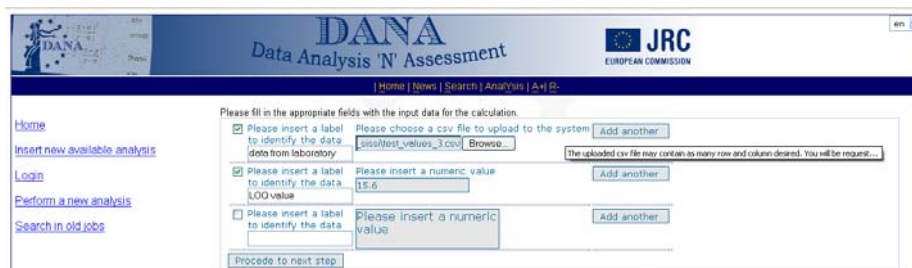 DANA
DANA
Data Analysis 'N' Assessment
JRC
EUROPEAN COMMISSION
en
| Home | News | Search | Analysis | A+| R-
Please fill in the appropriate fields with the input data for the calculation.
Home
Insert new available analysis
Login
Perform a new analysis
Search in old jobs
Please insert a label to identify the data
data from laboratory
Please choose a csv file to upload to the system
_sissi\test_values_3.csv
Browse...
Add another
The uploaded csv file may contain as many row and column desired. You will be request...
Please insert a label to identify the data
LOQ value
Please insert a numeric value
15.6
Add another
Please insert a label to identify the data
Please insert a numeric value
Add another
Procede to next step